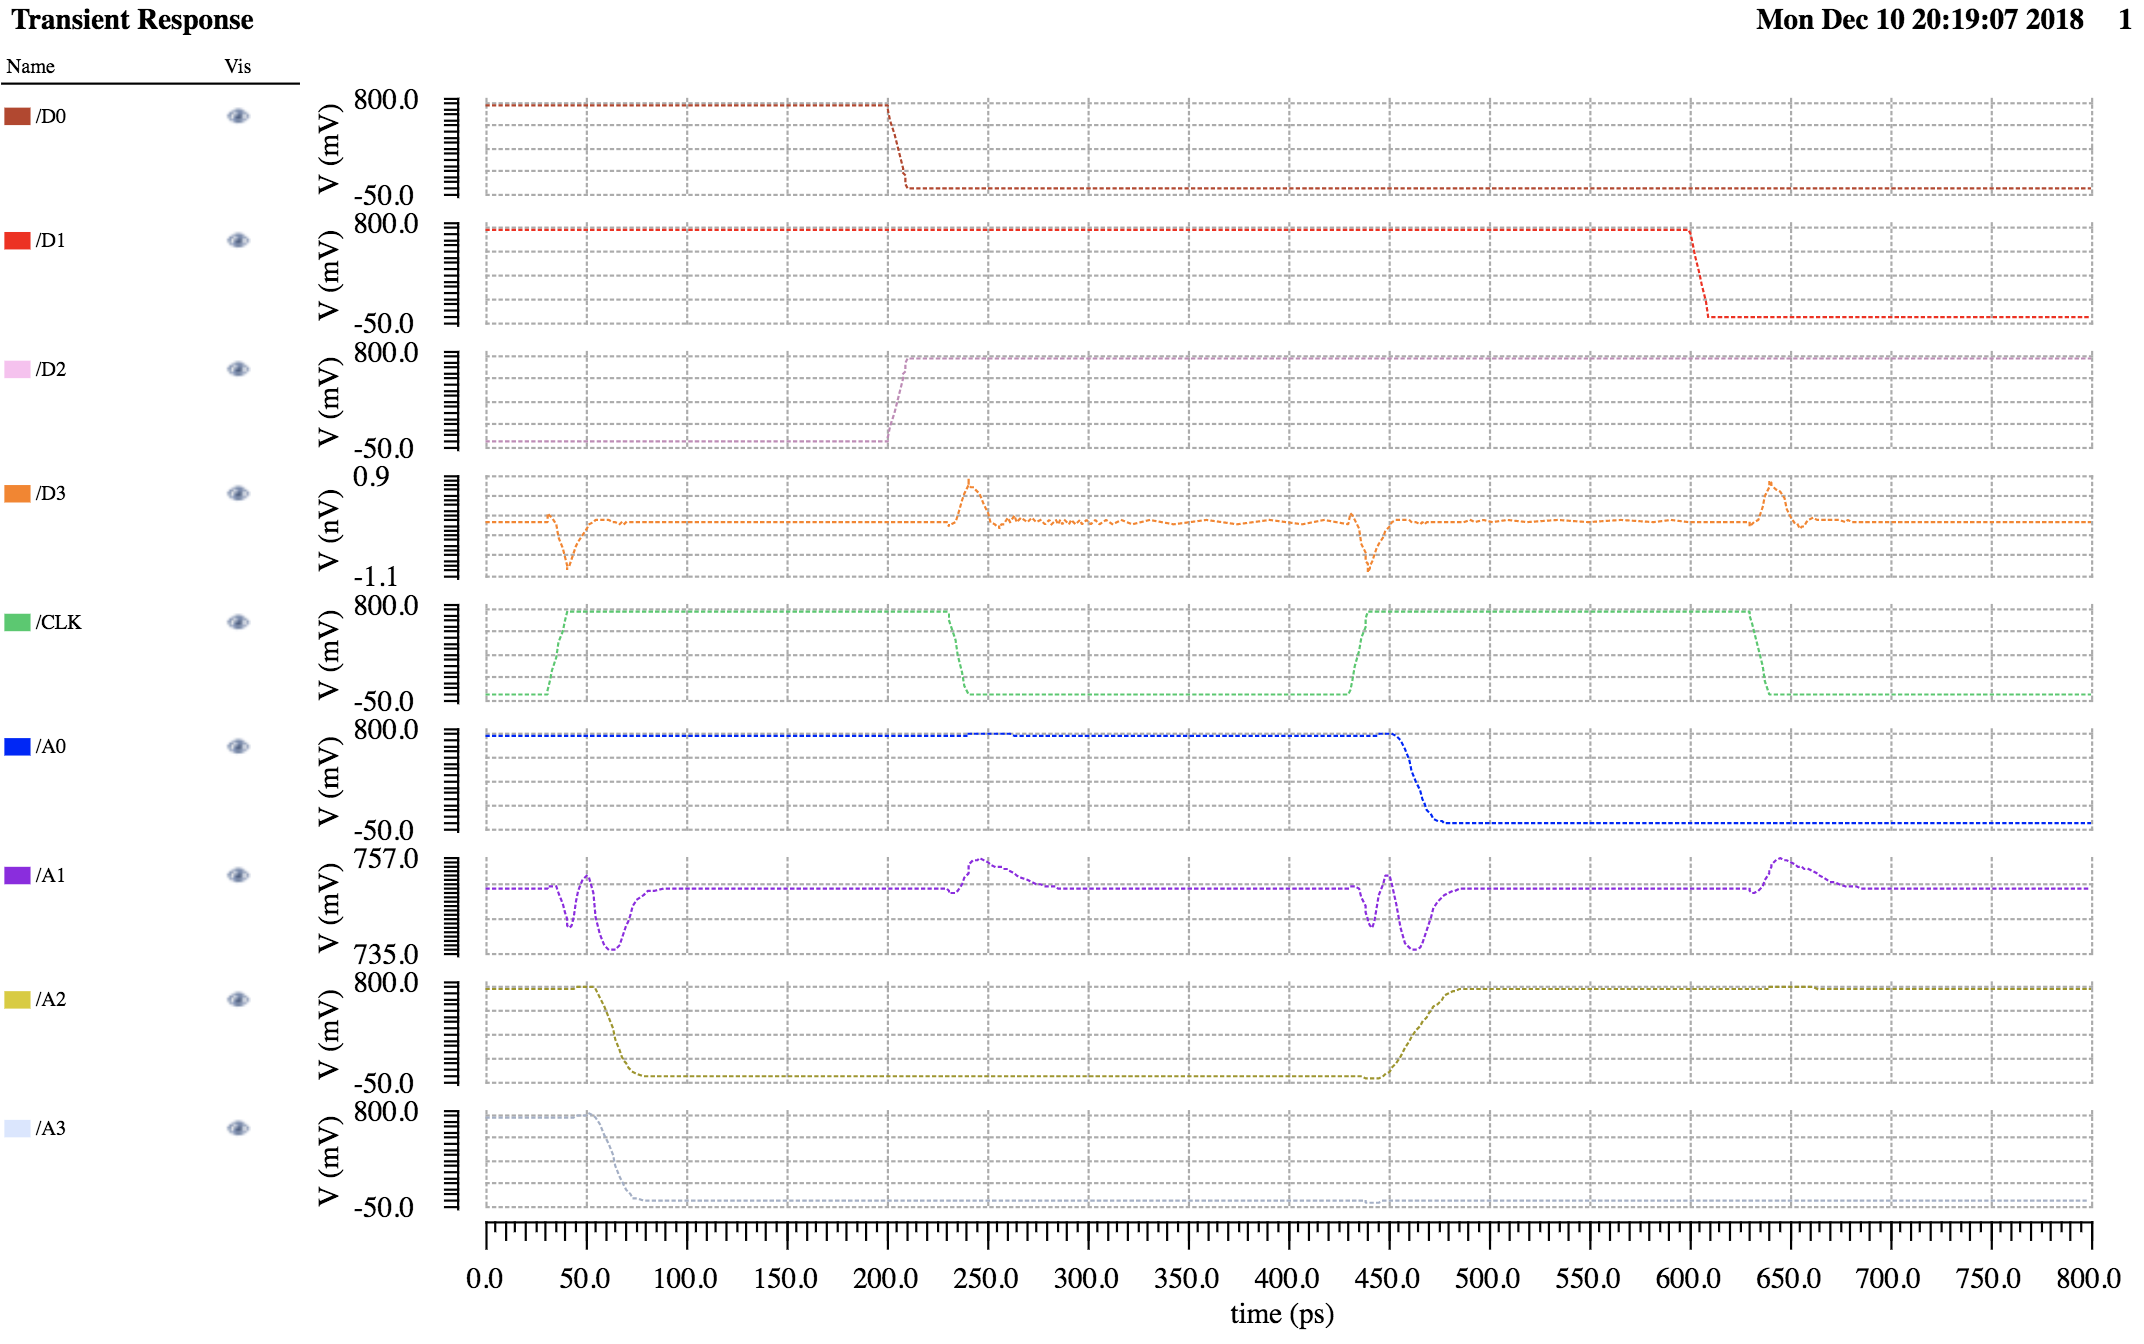 Transient Response Mon Dec 10 20:19:07 2018 1
Name Vis
/D0 V (mV) 800.0 -50.0
/D1 V (mV) 800.0 -50.0
/D2 V (mV) 800.0 -50.0
/D3 V (nV) 0.9 -1.1
/CLK V (mV) 800.0 -50.0
/A0 V (mV) 800.0 -50.0
/A1 V (mV) 757.0 735.0
/A2 V (mV) 800.0 -50.0
/A3 V (mV) 800.0 -50.0
0.0 50.0 100.0 150.0 200.0 250.0 300.0 350.0 400.0 450.0 500.0 550.0 600.0 650.0 700.0 750.0 800.0
time (ps)